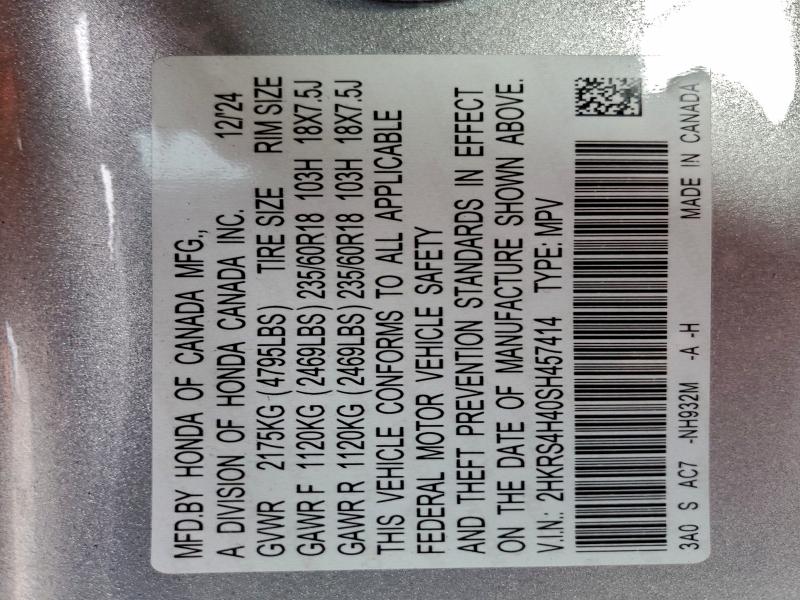 MFD.BY HONDA OF CANADA MFG.,
A DIVISION OF HONDA CANADA INC. 12/'24
GVWR 2175KG (4795LBS) TIRE SIZE RIM SIZE
GAWR F 1120KG (2469LBS) 235/60R18 103H 18X7.5J
GAWR R 1120KG (2469LBS) 235/60R18 103H 18X7.5J
THIS VEHICLE CONFORMS TO ALL APPLICABLE
FEDERAL MOTOR VEHICLE SAFETY
AND THEFT PREVENTION STANDARDS IN EFFECT
ON THE DATE OF MANUFACTURE SHOWN ABOVE.
V.I.N.: 2HKRS4H40SH457414 TYPE: MPV
3A0 S AC7 -NH932M -A -H MADE IN CANADA